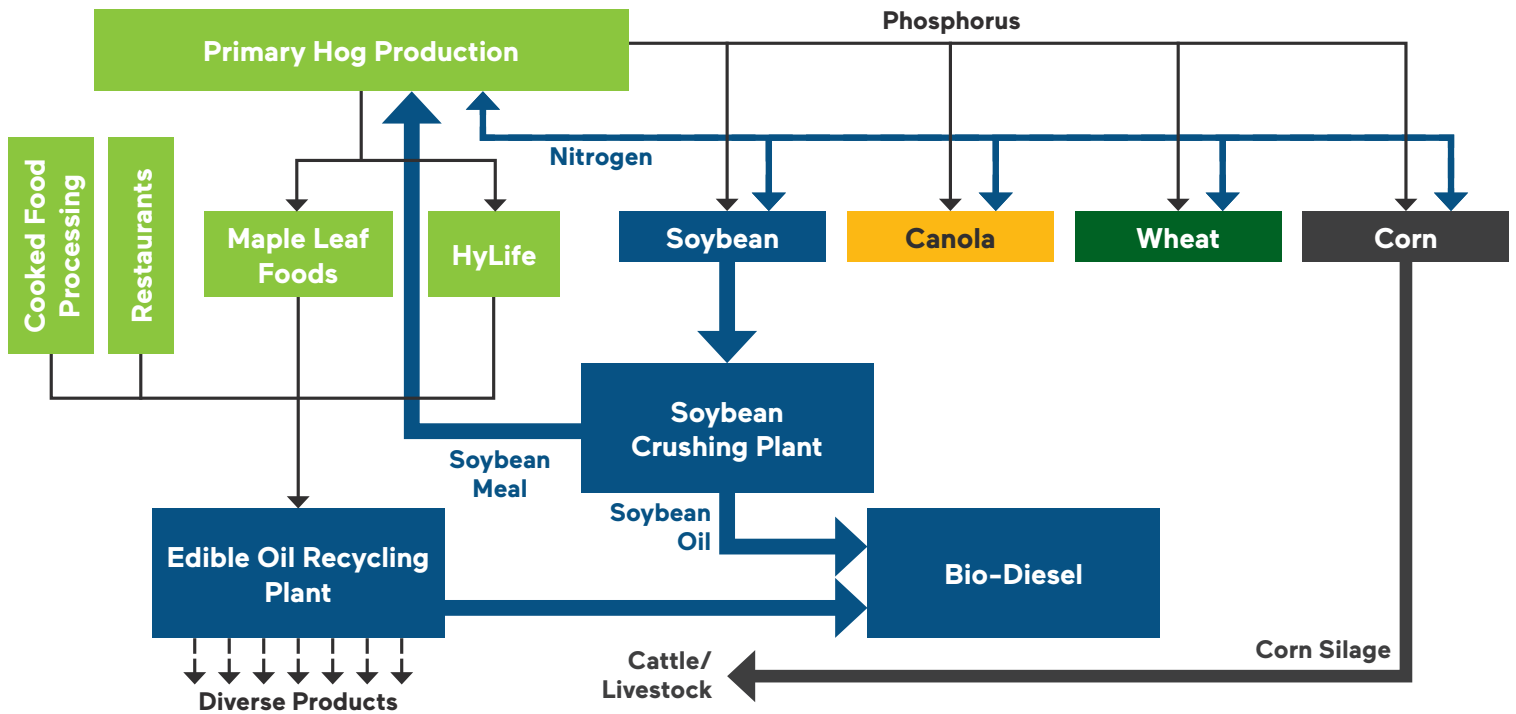 Phosphorus
Primary Hog Production
Nitrogen
Cooked Food
Processing
Restaurants
Maple Leaf
Foods
HyLife
Soybean
Canola
Wheat
Corn
Soybean
Crushing Plant
Soybean
Meal
Soybean
Oil
Edible Oil Recycling
Plant
Bio-Diesel
Corn Silage
Cattle/
Livestock
Diverse Products